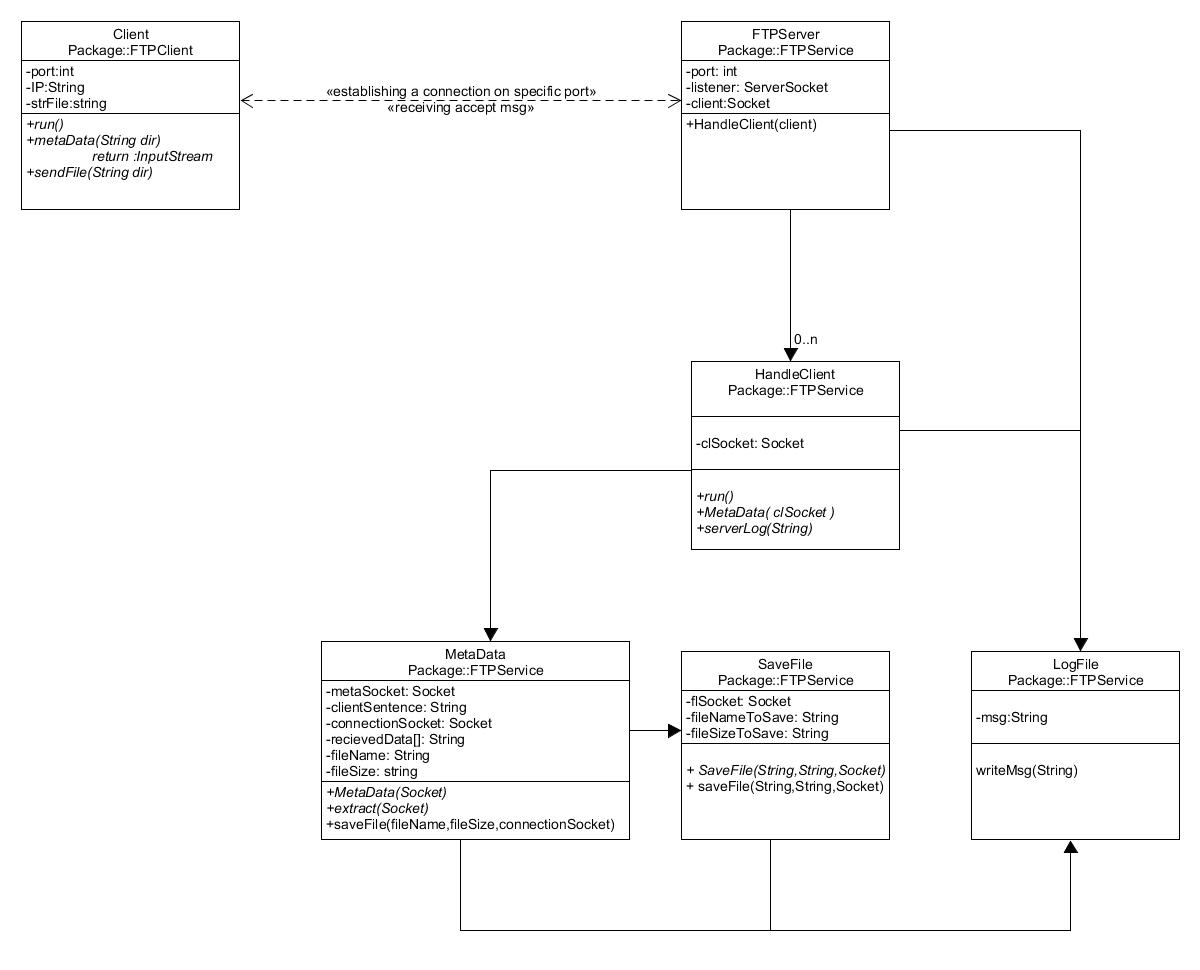 Client
Package::FTPClient
-port:int
-IP:String
-strFile:string
+run()
+metaData(String dir)
return :InputStream
+sendFile(String dir)
«establishing a connection on specific port»
«receiving accept msg»
FTPServer
Package::FTPService
-port: int
-listener: ServerSocket
-client:Socket
+HandleClient(client)
0..n
HandleClient
Package::FTPService
-clSocket: Socket
+run()
+MetaData( clSocket )
+serverLog(String)
MetaData
Package::FTPService
-metaSocket: Socket
-clientSentence: String
-connectionSocket: Socket
-recievedData[]: String
-fileName: String
-fileSize: string
+MetaData(Socket)
+extract(Socket)
+saveFile(fileName,fileSize,connectionSocket)
SaveFile
Package::FTPService
-flSocket: Socket
-fileNameToSave: String
-fileSizeToSave: String
+ SaveFile(String,String,Socket)
+ saveFile(String,String,Socket)
LogFile
Package::FTPService
-msg:String
writeMsg(String)